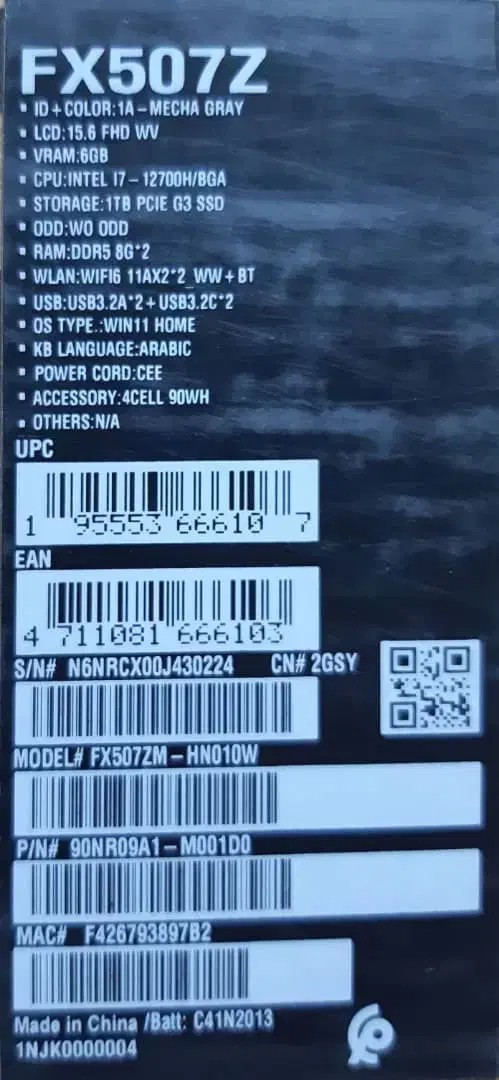 FX507Z
▪ ID+COLOR:1A-MECHA GRAY
▪ LCD:15.6 FHD WV
▪ VRAM:6GB
▪ CPU:INTEL I7-12700H/BGA
▪ STORAGE:1TB PCIE G3 SSD
▪ ODD:WO ODD
▪ RAM:DDR5 8G*2
▪ WLAN:WIFI6 11AX2*2_WW+BT
▪ USB:USB3.2A*2+USB3.2C*2
▪ OS TYPE.:WIN11 HOME
▪ KB LANGUAGE:ARABIC
▪ POWER CORD:CEE
▪ ACCESSORY:4CELL 90WH
▪ OTHERS:N/A
UPC
1 95553 66610 7
EAN
4 711081 666103
S/N# N6NRCX00J430224 CN# 2GSY
MODEL# FX507ZM-HN010W
P/N# 90NR09A1-M001D0
MAC# F426793897B2
Made in China /Batt: C41N2013
1NJK0000004